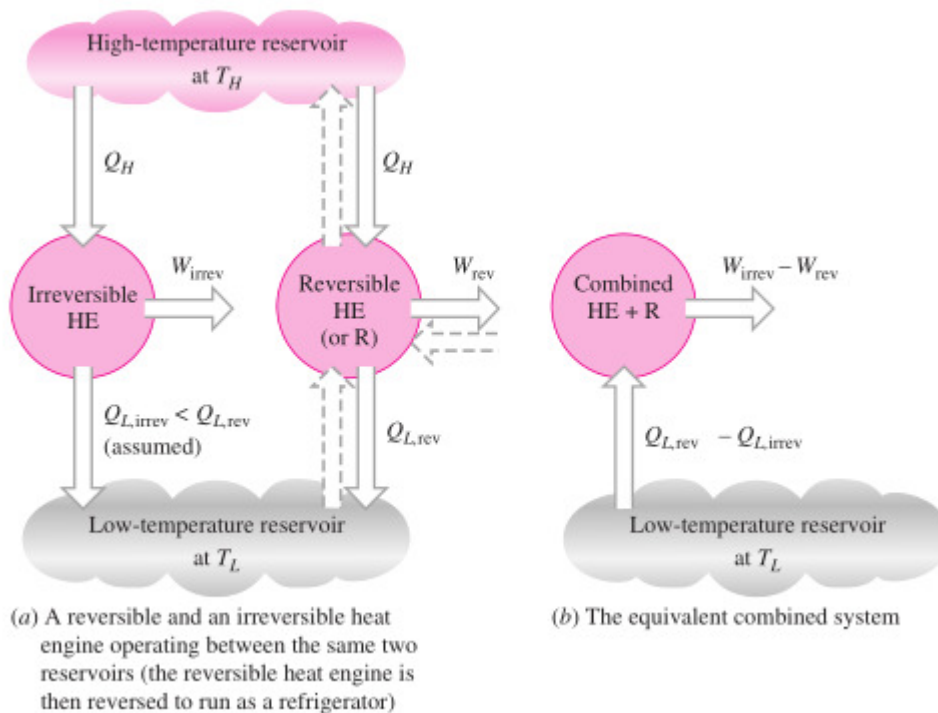 High-temperature reservoir
at T_H
Q_H
Q_H
Irreversible
HE
W_irrev
Reversible
HE
(or R)
W_rev
Combined
HE + R
W_irrev – W_rev
Q_L,irrev < Q_L,rev
(assumed)
Q_L,rev
Q_L,rev – Q_L,irrev
Low-temperature reservoir
at T_L
Low-temperature reservoir
at T_L
(a) A reversible and an irreversible heat
engine operating between the same two
reservoirs (the reversible heat engine is
then reversed to run as a refrigerator)
(b) The equivalent combined system